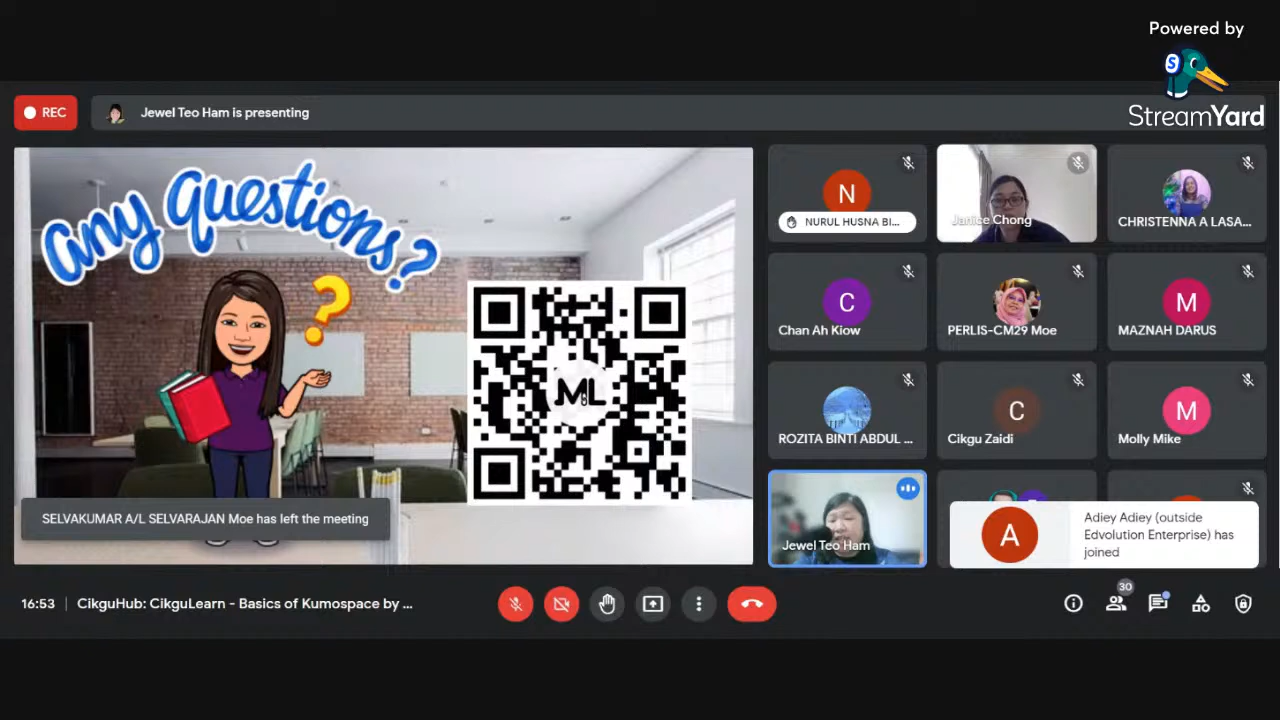 Powered by
S
StreamYard
REC
Jewel Teo Ham is presenting
any questions?
?
ML
SELVAKUMAR A/L SELVARAJAN Moe has left the meeting
N
NURUL HUSNA BI...
Janice Chong
CHRISTENNA A LASA...
C
Chan Ah Kiow
PERLIS-CM29 Moe
M
MAZNAH DARUS
ROZITA BINTI ABDUL ...
C
Cikgu Zaidi
M
Molly Mike
Jewel Teo Ham
A
Adiey Adiey (outside
Edvolution Enterprise) has
joined
16:53
CikguHub: CikguLearn - Basics of Kumospace by ...
30